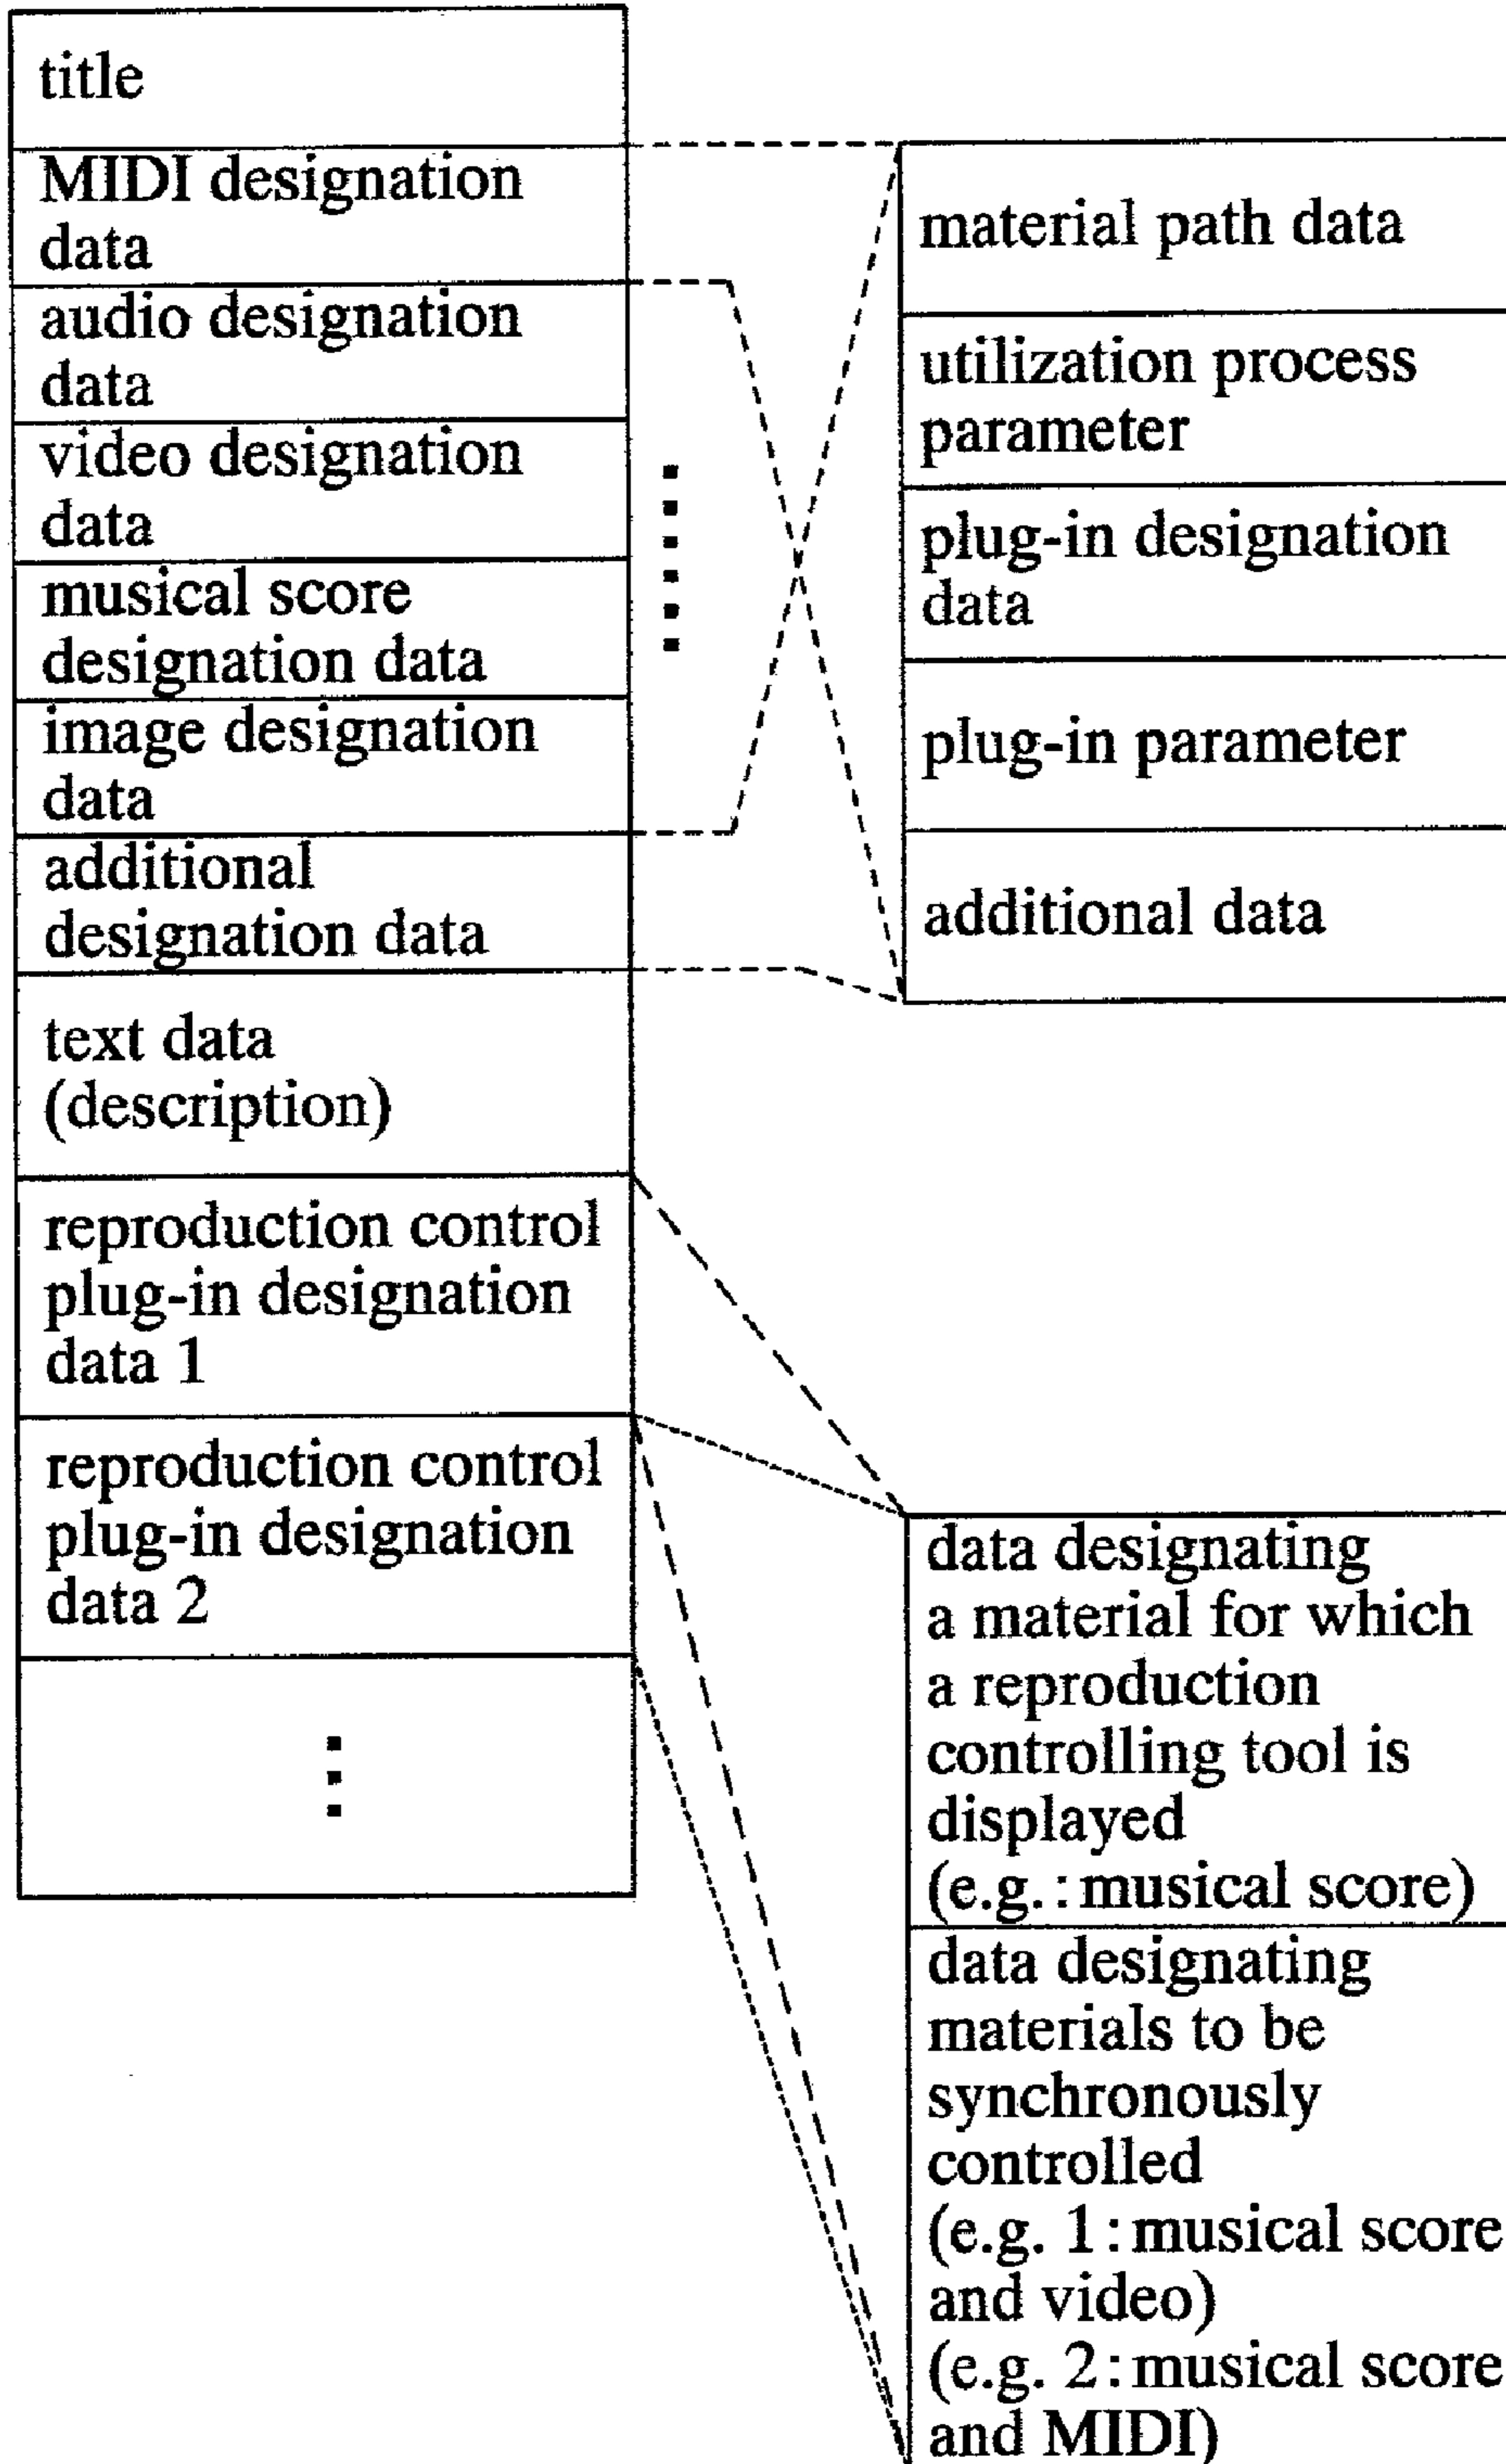 title
MIDI designation
data
audio designation
data
video designation
data
musical score
designation data
image designation
data
additional
designation data
text data
(description)
reproduction control
plug-in designation
data 1
reproduction control
plug-in designation
data 2
material path data
utilization process
parameter
plug-in designation
data
plug-in parameter
additional data
data designating
a material for which
a reproduction
controlling tool is
displayed
(e.g.: musical score)
data designating
materials to be
synchronously
controlled
(e.g. 1: musical score
and video)
(e.g. 2: musical score
and MIDI)